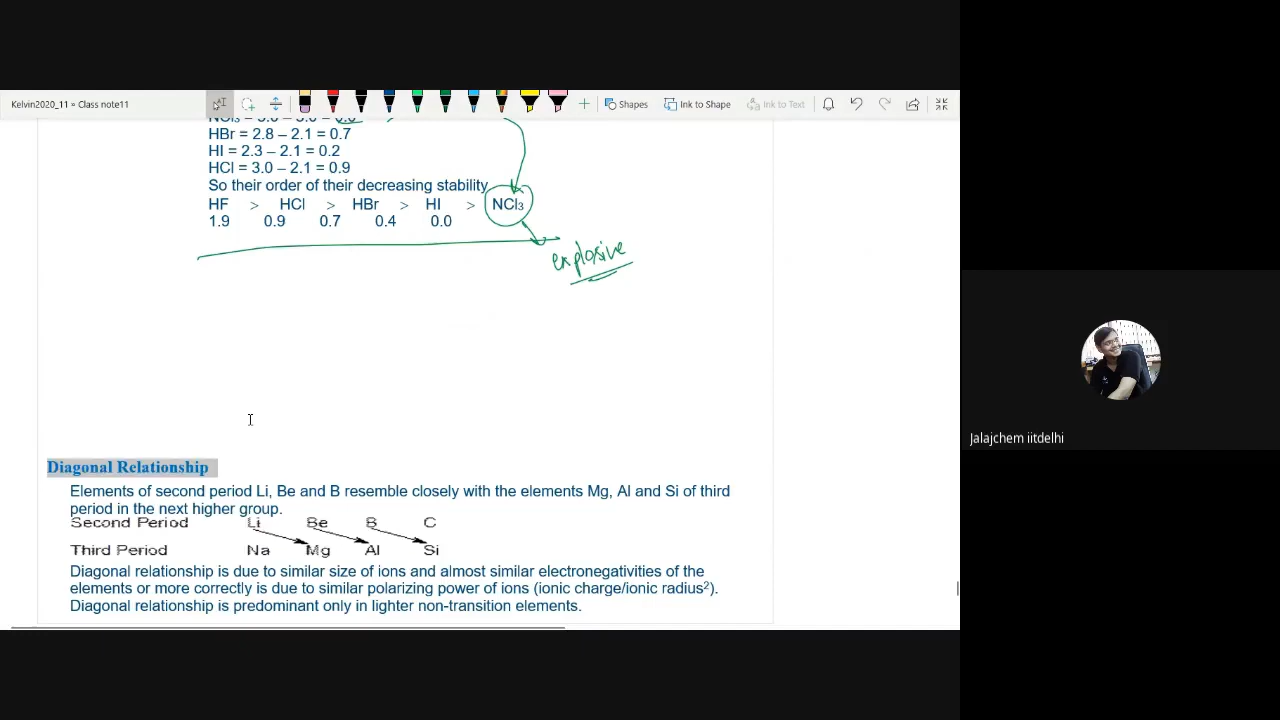 Kelvin2020_11 » Class note11
Shapes
Ink to Shape
Ink to Text
NCl₃ = 3.0 – 3.0 = 0.0
HBr = 2.8 – 2.1 = 0.7
HI = 2.3 – 2.1 = 0.2
HCl = 3.0 – 2.1 = 0.9
So their order of their decreasing stability
HF > HCl > HBr > HI > NCl₃
1.9 0.9 0.7 0.4 0.0
explosive
Diagonal Relationship
Elements of second period Li, Be and B resemble closely with the elements Mg, Al and Si of third
period in the next higher group.
Second Period Li Be B C
Third Period Na Mg Al Si
Diagonal relationship is due to similar size of ions and almost similar electronegativities of the
elements or more correctly is due to similar polarizing power of ions (ionic charge/ionic radius²).
Diagonal relationship is predominant only in lighter non-transition elements.
Jalajchem iitdelhi